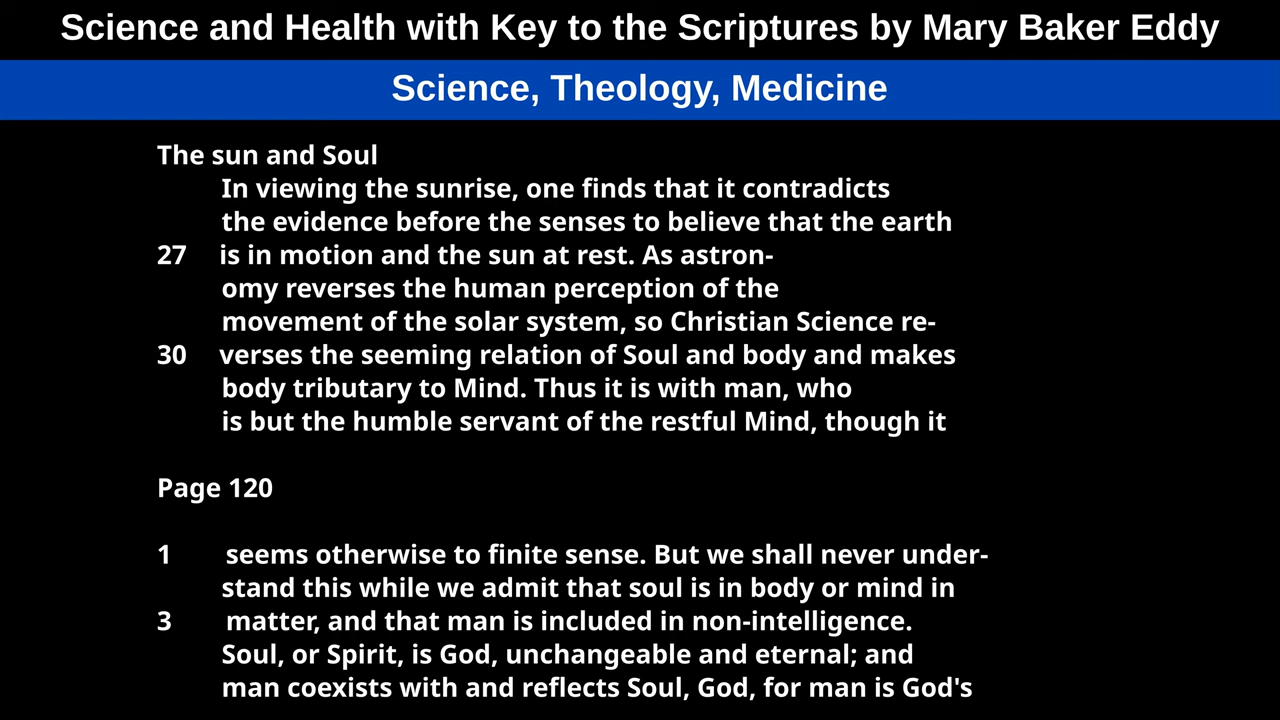 Science and Health with Key to the Scriptures by Mary Baker Eddy
Science, Theology, Medicine
The sun and Soul
In viewing the sunrise, one finds that it contradicts
the evidence before the senses to believe that the earth
27 is in motion and the sun at rest. As astron-
omy reverses the human perception of the
movement of the solar system, so Christian Science re-
30 verses the seeming relation of Soul and body and makes
body tributary to Mind. Thus it is with man, who
is but the humble servant of the restful Mind, though it
Page 120
1 seems otherwise to finite sense. But we shall never under-
stand this while we admit that soul is in body or mind in
3 matter, and that man is included in non-intelligence.
Soul, or Spirit, is God, unchangeable and eternal; and
man coexists with and reflects Soul, God, for man is God's